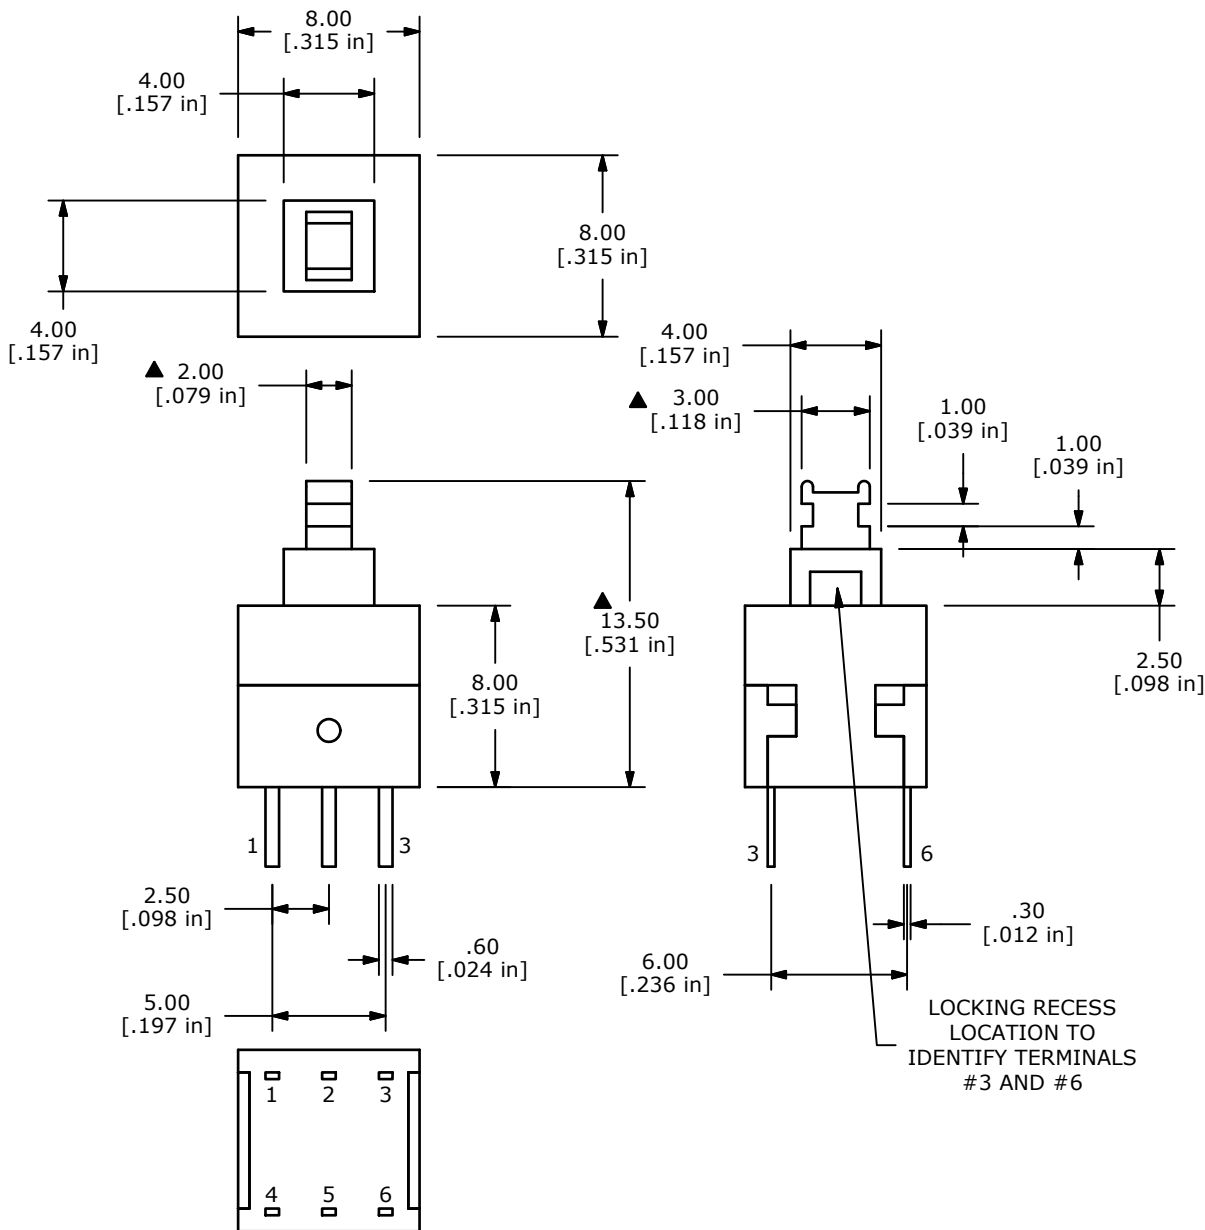 8.00
[.315 in]
4.00
[.157 in]
8.00
[.315 in]
4.00
[.157 in]
▲ 2.00
[.079 in]
4.00
[.157 in]
▲ 3.00
[.118 in]
1.00
[.039 in]
1.00
[.039 in]
▲
13.50
[.531 in]
8.00
[.315 in]
2.50
[.098 in]
1
3
3
6
2.50
[.098 in]
.60
[.024 in]
5.00
[.197 in]
.30
[.012 in]
6.00
[.236 in]
LOCKING RECESS
LOCATION TO
IDENTIFY TERMINALS
#3 AND #6
1 2 3
4 5 6